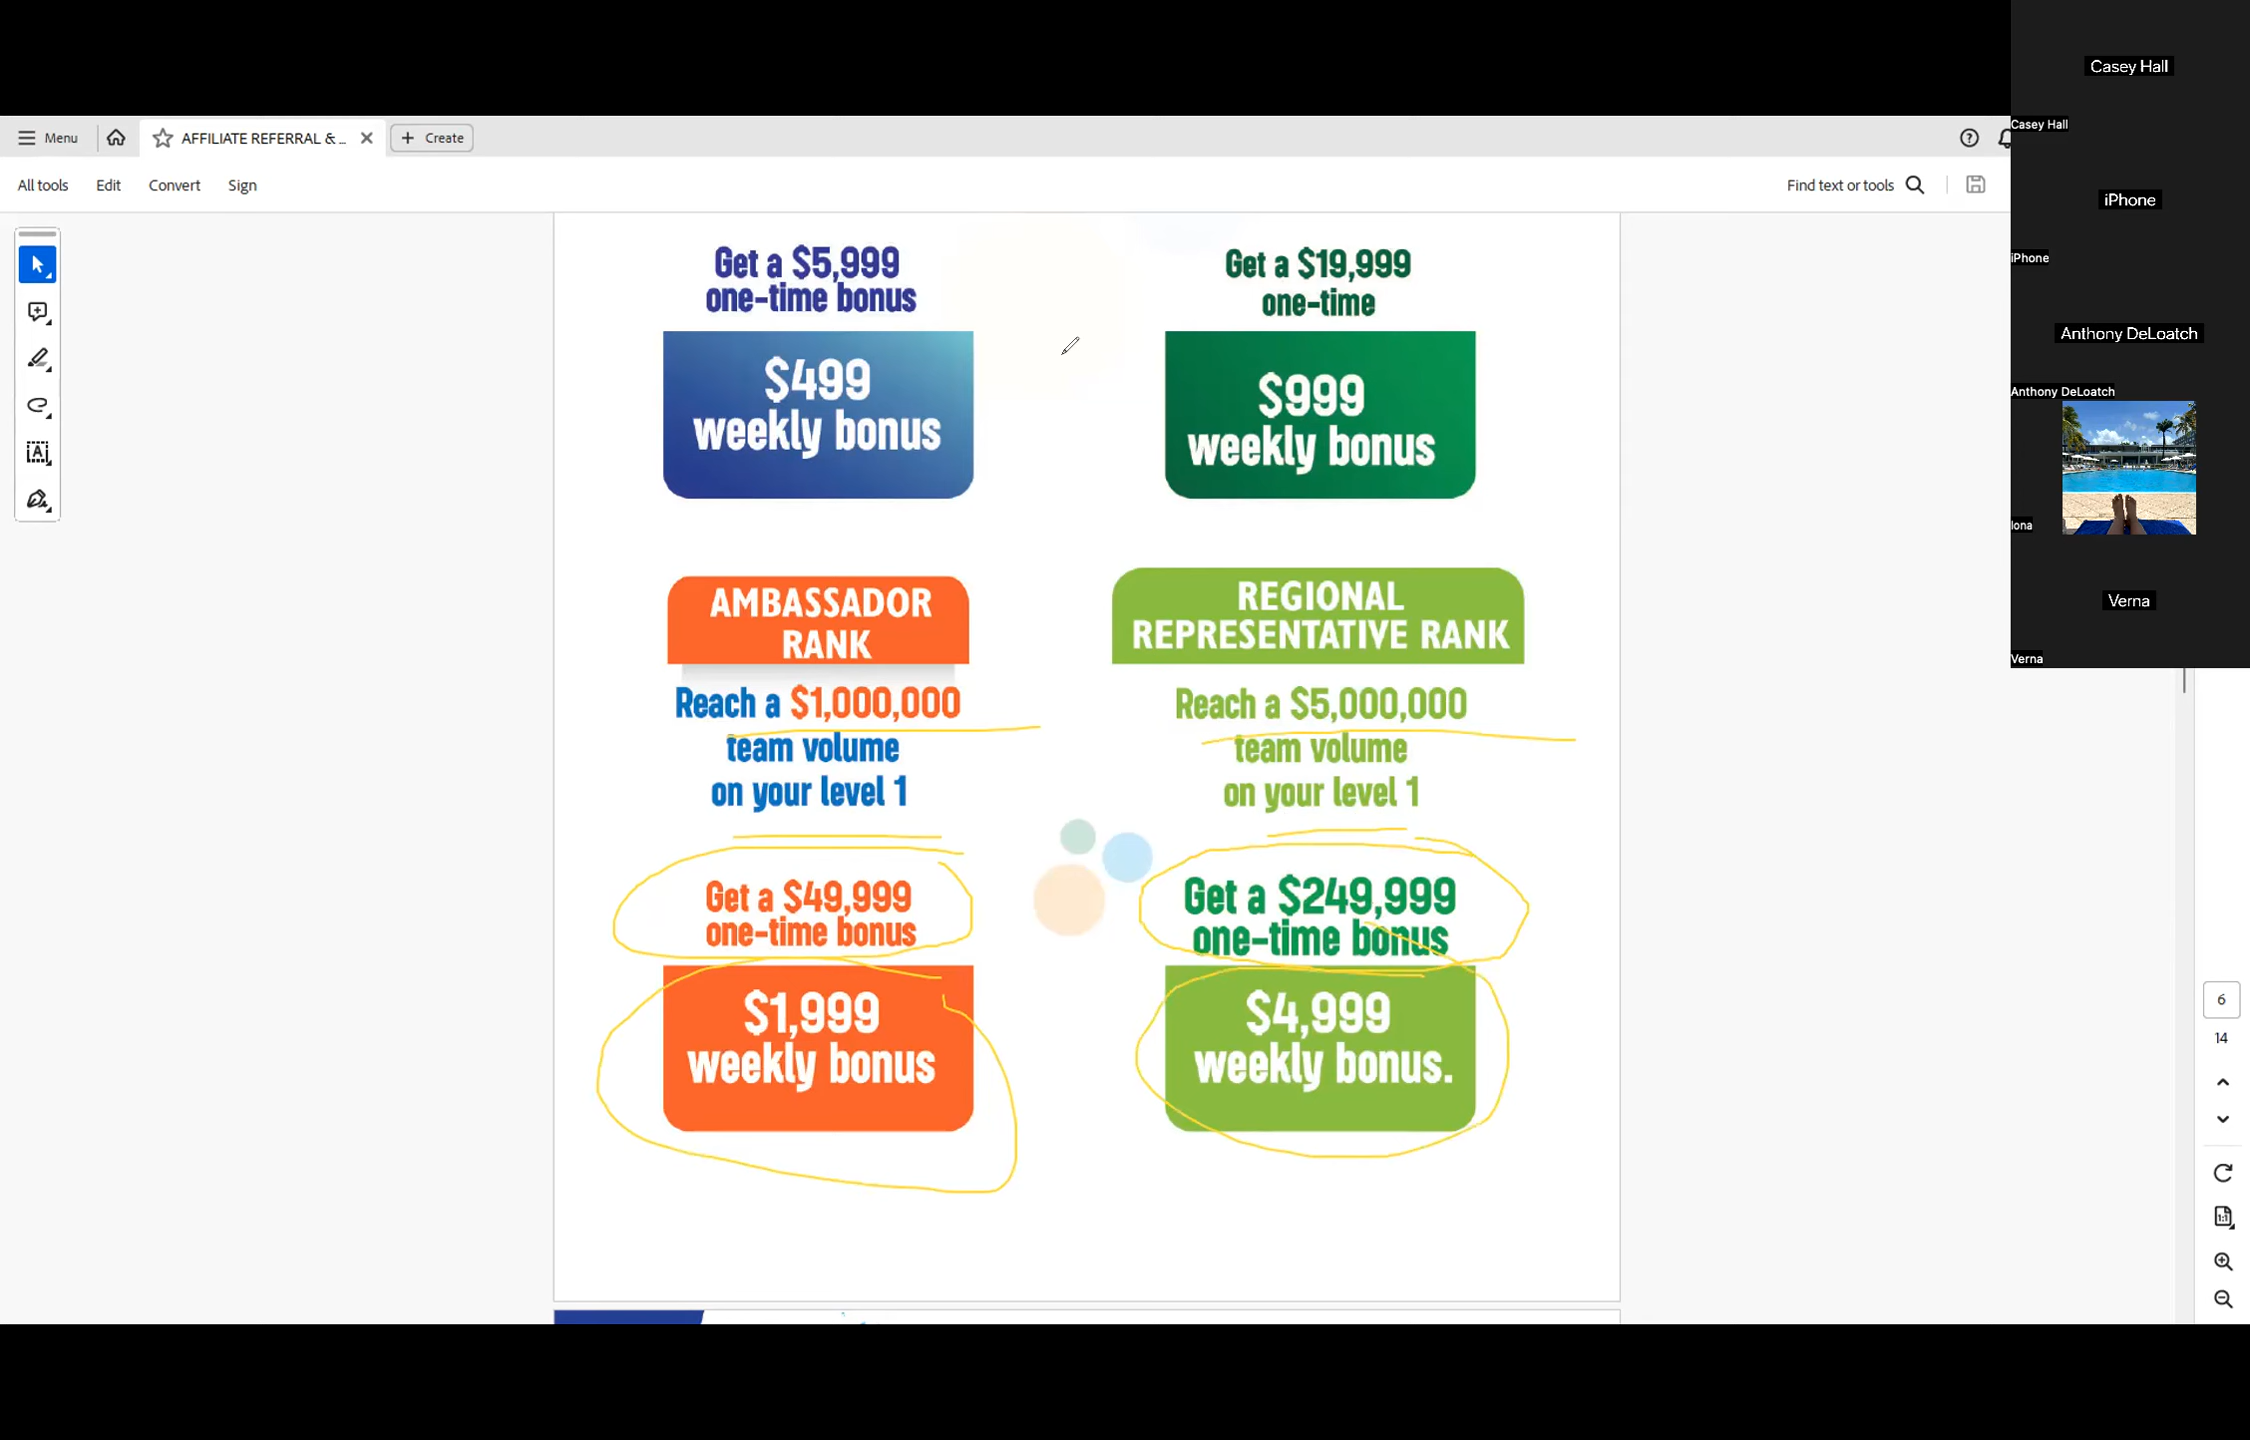 Casey Hall
Casey Hall
iPhone
iPhone
Anthony DeLoatch
Anthony DeLoatch
Iona
Verna
Verna
Menu
AFFILIATE REFERRAL & ...
Create
All tools
Edit
Convert
Sign
Find text or tools
Get a $5,999
one-time bonus
$499
weekly bonus
Get a $19,999
one-time
$999
weekly bonus
AMBASSADOR
RANK
Reach a $1,000,000
team volume
on your level 1
Get a $49,999
one-time bonus
$1,999
weekly bonus
REGIONAL
REPRESENTATIVE RANK
Reach a $5,000,000
team volume
on your level 1
Get a $249,999
one-time bonus
$4,999
weekly bonus.
6
14